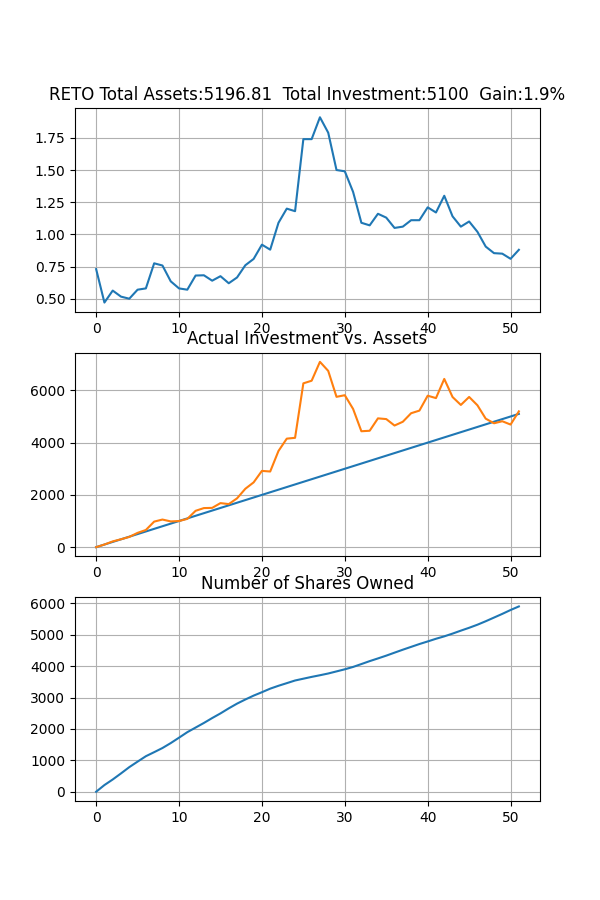 RETO Total Assets:5196.81  Total Investment:5100  Gain:1.9%
1.75
1.50
1.25
1.00
0.75
0.50
0 10 20 30 40 50
Actual Investment vs. Assets
6000
4000
2000
0
0 10 20 30 40 50
Number of Shares Owned
6000
5000
4000
3000
2000
1000
0
0 10 20 30 40 50